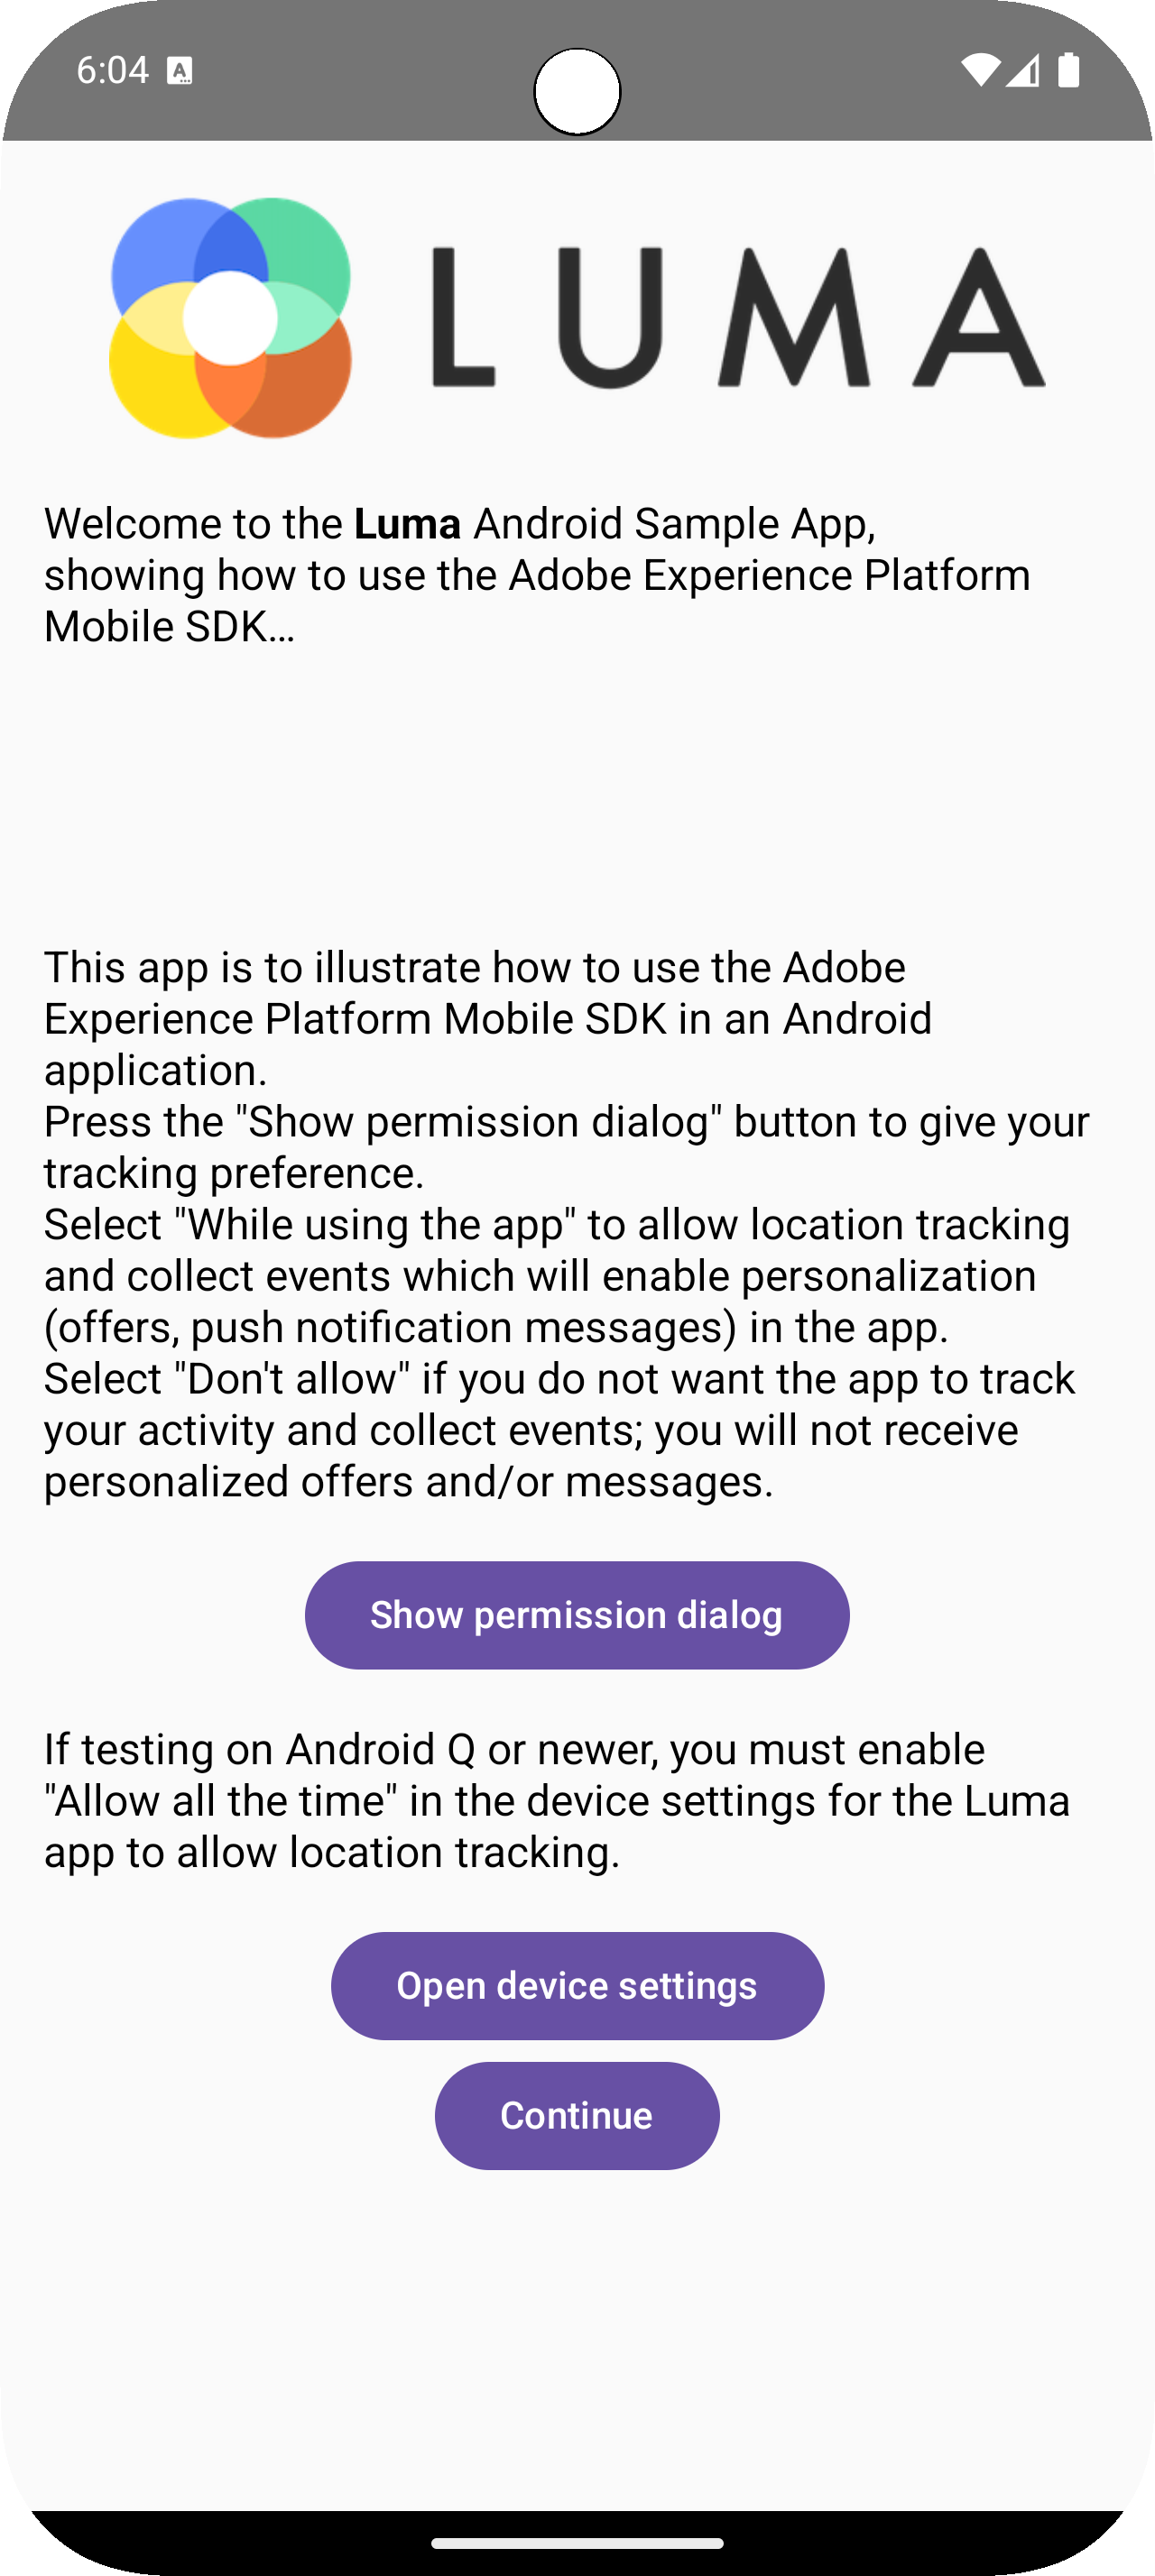 6:04
LUMA
Welcome to the Luma Android Sample App,
showing how to use the Adobe Experience Platform
Mobile SDK...
This app is to illustrate how to use the Adobe
Experience Platform Mobile SDK in an Android
application.
Press the "Show permission dialog" button to give your
tracking preference.
Select "While using the app" to allow location tracking
and collect events which will enable personalization
(offers, push notification messages) in the app.
Select "Don't allow" if you do not want the app to track
your activity and collect events; you will not receive
personalized offers and/or messages.
Show permission dialog
If testing on Android Q or newer, you must enable
"Allow all the time" in the device settings for the Luma
app to allow location tracking.
Open device settings
Continue